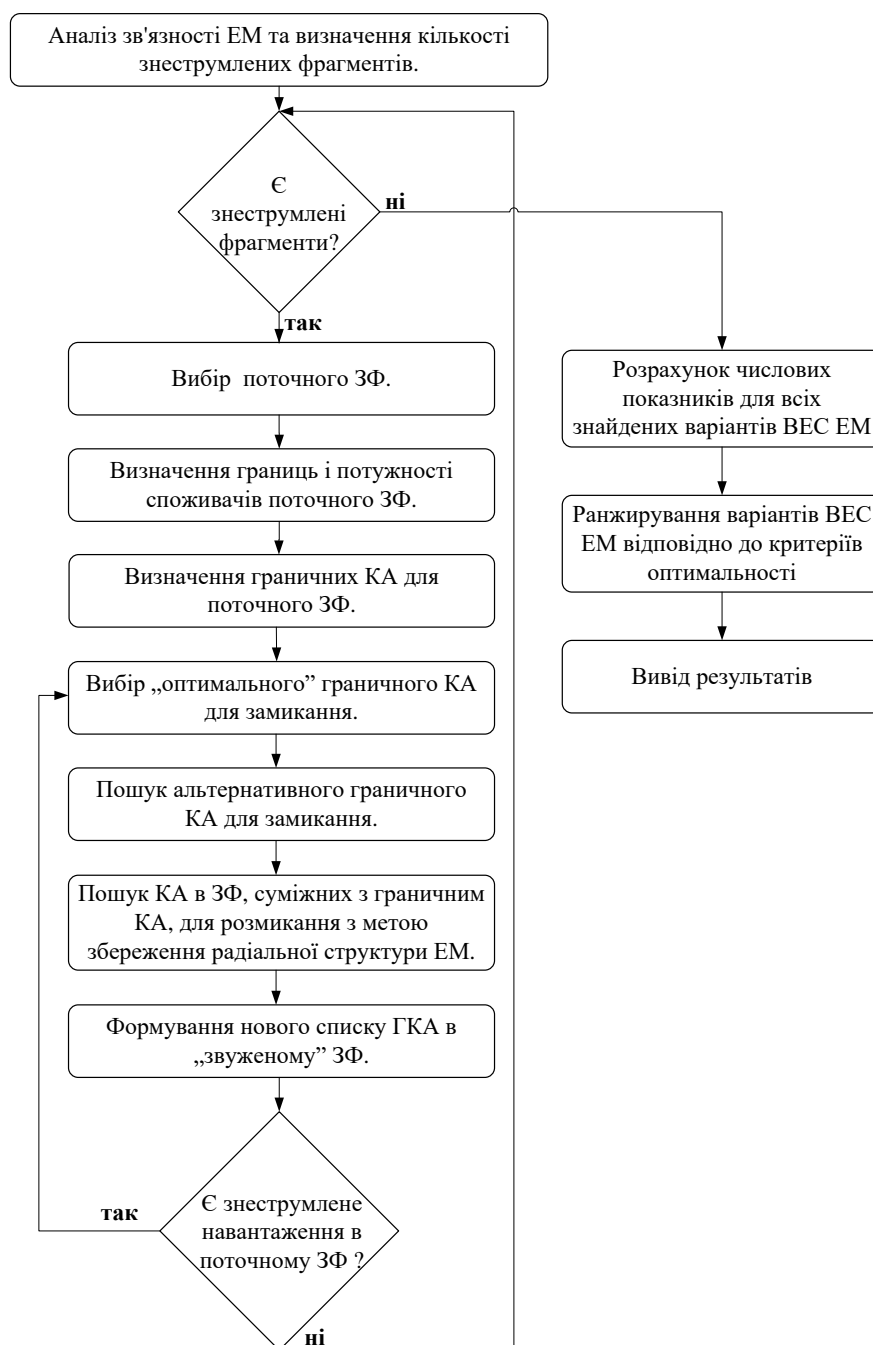 Аналіз зв'язності ЕМ та визначення кількості
знеструмлених фрагментів.
Є
знеструмлені
фрагменти?
ні
так
Вибір поточного ЗФ.
Визначення границь і потужності
споживачів поточного ЗФ.
Визначення граничних КА для
поточного ЗФ.
Вибір „оптимального” граничного КА
для замикання.
Пошук альтернативного граничного
КА для замикання.
Пошук КА в ЗФ, суміжних з граничним
КА, для розмикання з метою
збереження радіальної структури ЕМ.
Формування нового списку ГКА в
„звуженому” ЗФ.
Є знеструмлене
навантаження в
поточному ЗФ ?
так
ні
Розрахунок числових
показників для всіх
знайдених варіантів ВЕС ЕМ
Ранжирування варіантів ВЕС
ЕМ відповідно до критеріїв
оптимальності
Вивід результатів